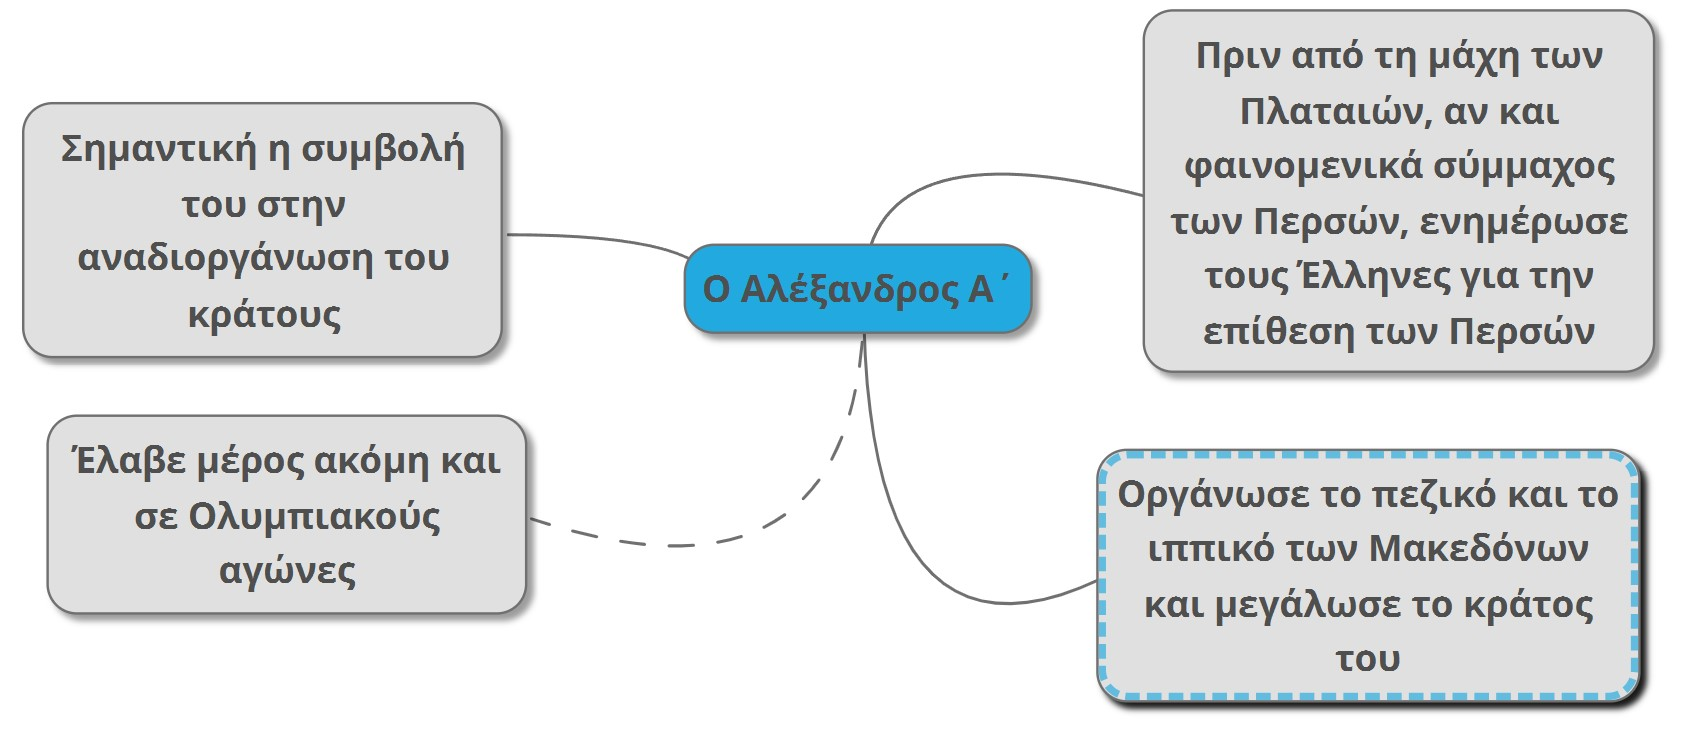 Πριν από τη μάχη των
Πλαταιών, αν και
φαινομενικά σύμμαχος
των Περσών, ενημέρωσε
τους Έλληνες για την
επίθεση των Περσών
Σημαντική η συμβολή
του στην
αναδιοργάνωση του
κράτους
Ο Αλέξανδρος Α΄
Έλαβε μέρος ακόμη και
σε Ολυμπιακούς
αγώνες
Οργάνωσε το πεζικό και το
ιππικό των Μακεδόνων
και μεγάλωσε το κράτος
του